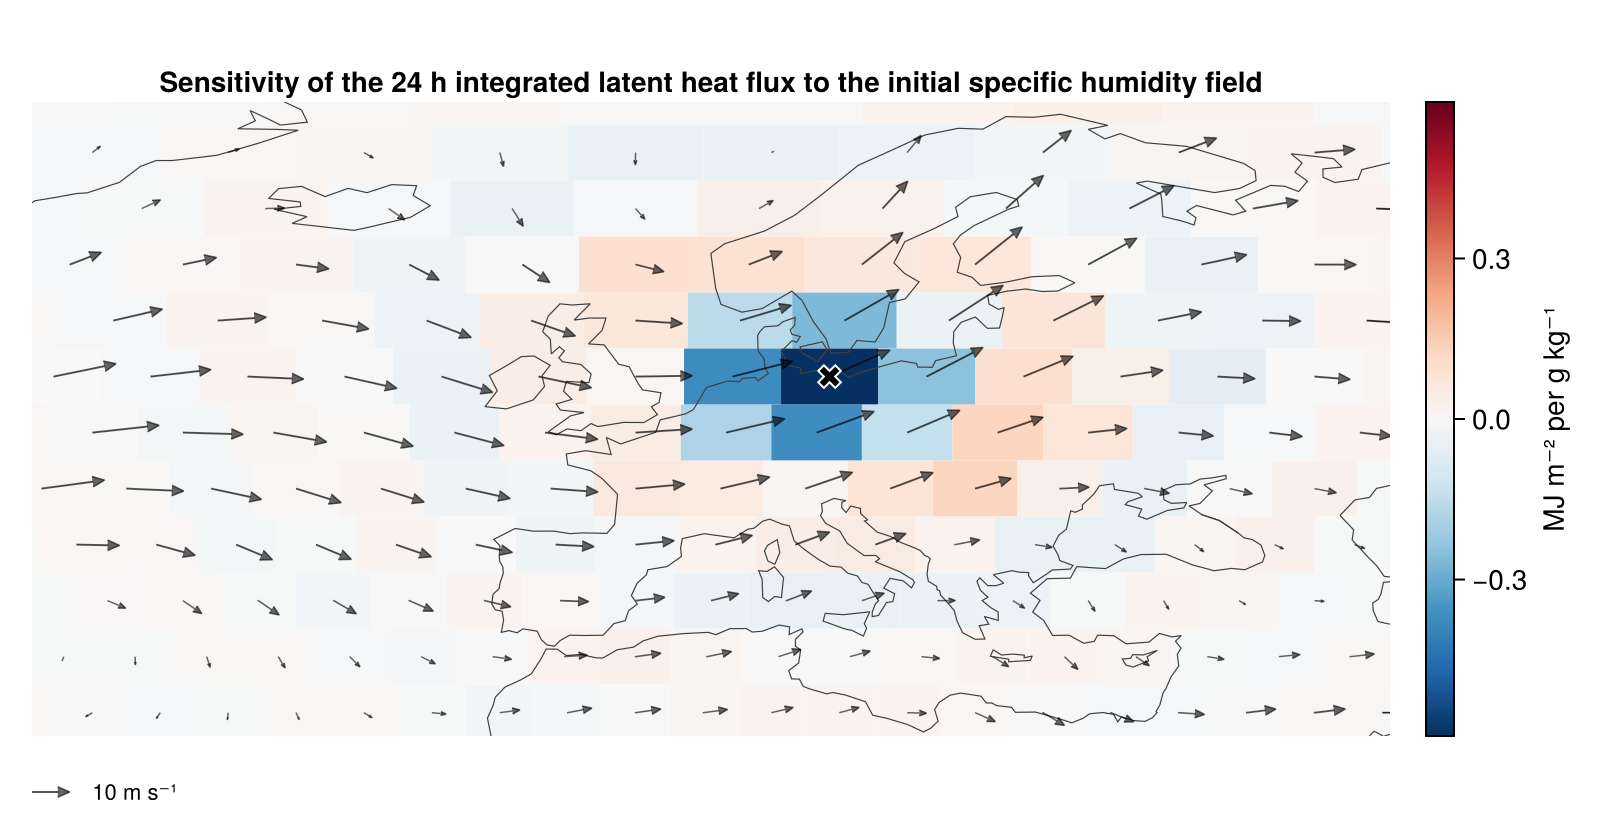 Sensitivity of the 24 h integrated latent heat flux to the initial specific humidity field
0.3
0.0
−0.3
MJ m⁻² per g kg⁻¹
10 m s⁻¹